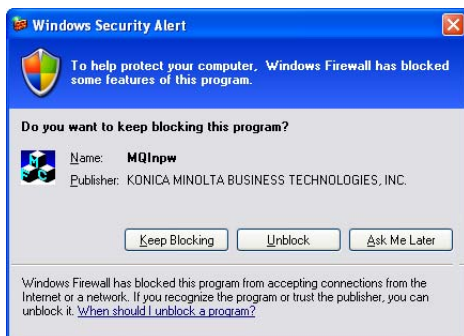 Windows Security Alert
To help protect your computer, Windows Firewall has blocked
some features of this program.
Do you want to keep blocking this program?
Name: MQInpw
Publisher: KONICA MINOLTA BUSINESS TECHNOLOGIES, INC.
Keep Blocking Unblock Ask Me Later
Windows Firewall has blocked this program from accepting connections from the
Internet or a network. If you recognize the program or trust the publisher, you can
unblock it. When should I unblock a program?